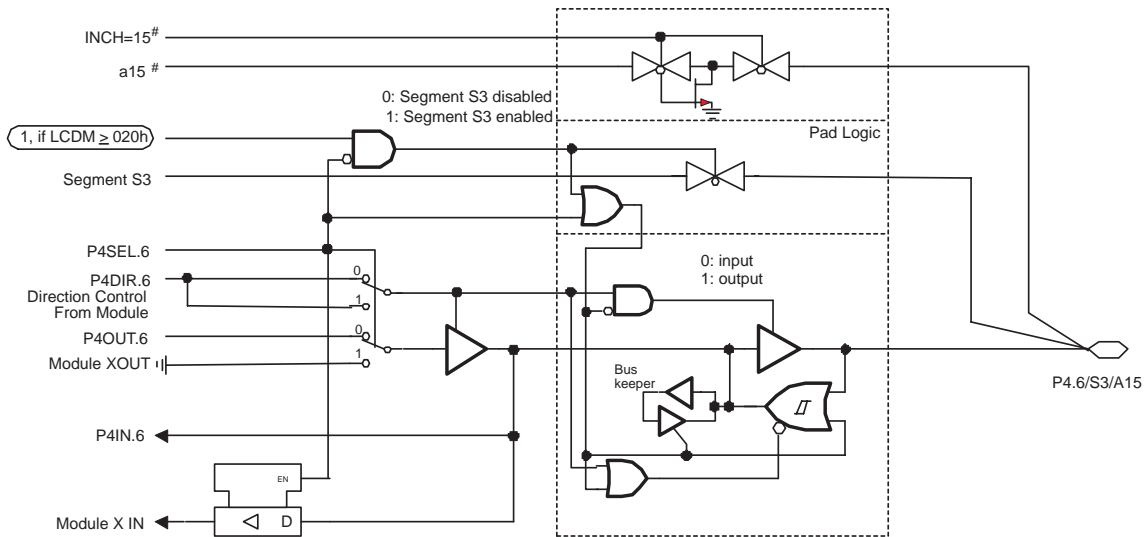 INCH=15#
a15 #
0: Segment S3 disabled
1: Segment S3 enabled
Pad Logic
1, if LCDM ≥ 020h
Segment S3
P4SEL.6
P4DIR.6
0
Direction Control
From Module
1
P4OUT.6
0
Module XOUT
1
0: input
1: output
Bus
keeper
P4.6/S3/A15
P4IN.6
EN
Module X IN
D